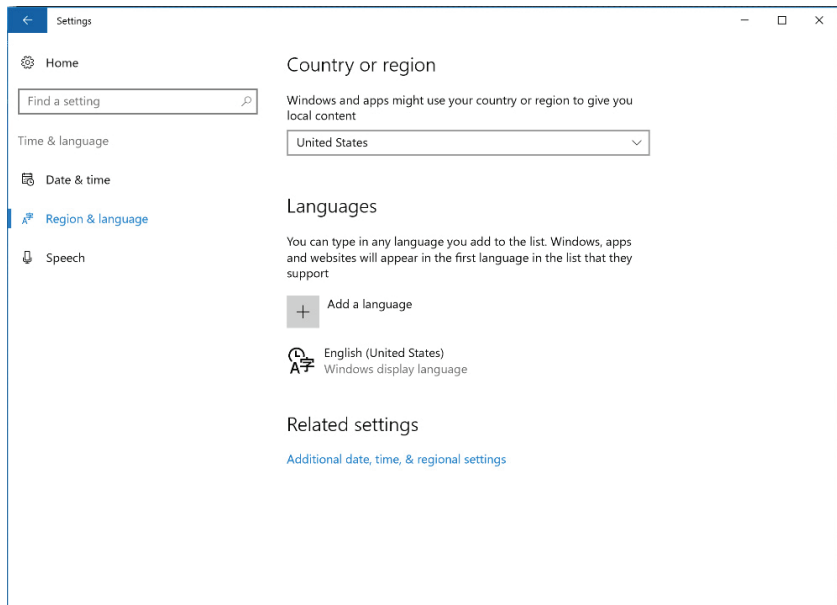 Settings
Home
Find a setting
Time & language
Date & time
Region & language
Speech
Country or region
Windows and apps might use your country or region to give you
local content
United States
Languages
You can type in any language you add to the list. Windows, apps
and websites will appear in the first language in the list that they
support
Add a language
English (United States)
Windows display language
Related settings
Additional date, time, & regional settings